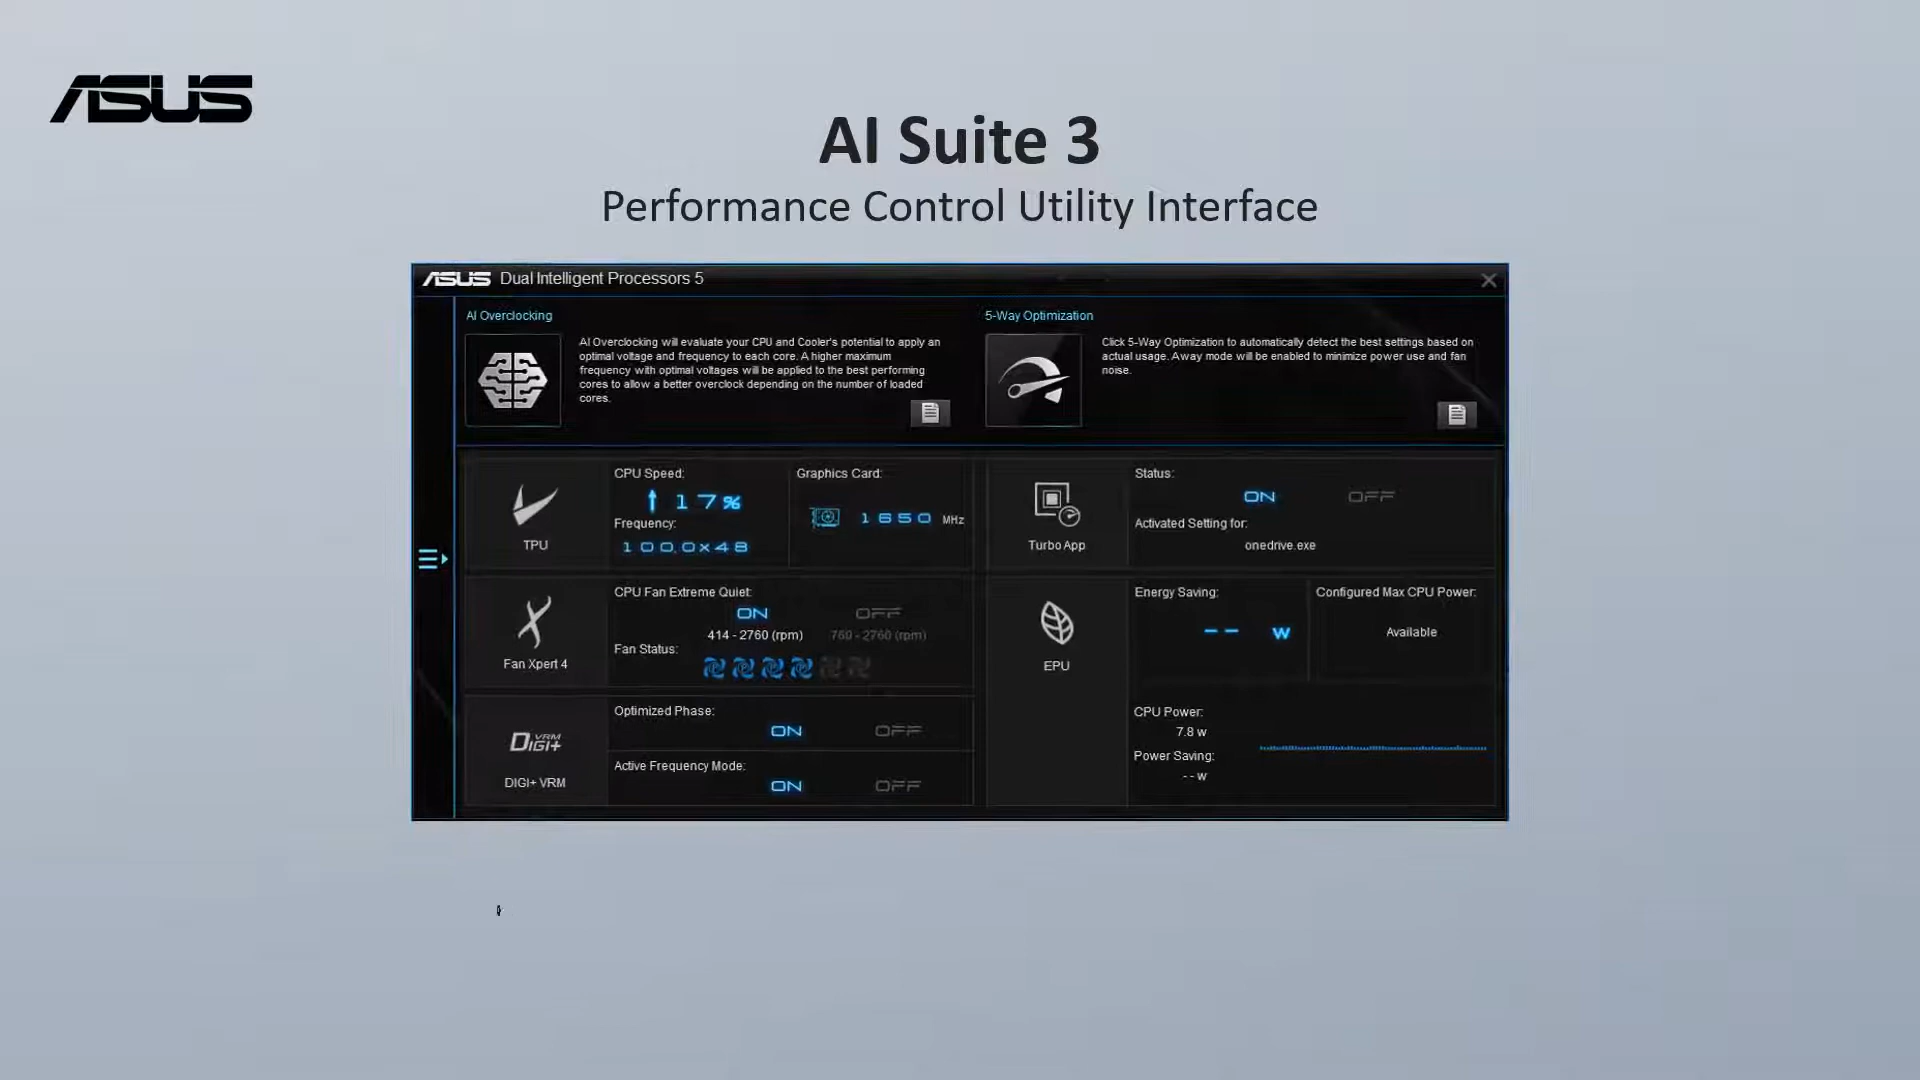 ASUS
AI Suite 3
Performance Control Utility Interface
ASUS Dual Intelligent Processors 5
AI Overclocking
AI Overclocking will evaluate your CPU and Cooler's potential to apply an
optimal voltage and frequency to each core. A higher maximum
frequency with optimal voltages will be applied to the best performing
cores to allow a better overclock depending on the number of loaded
cores.
5-Way Optimization
Click 5-Way Optimization to automatically detect the best settings based on
actual usage. Away mode will be enabled to minimize power use and fan
noise.
TPU
CPU Speed:
17%
Frequency:
100.0x48
Graphics Card:
1650 MHz
Turbo App
Status:
ON OFF
Activated Setting for:
onedrive.exe
Fan Xpert 4
CPU Fan Extreme Quiet:
ON OFF
414 - 2760 (rpm) 760 - 2760 (rpm)
Fan Status:
EPU
Energy Saving:
-- W
Configured Max CPU Power:
Available
CPU Power:
7.8 w
Power Saving:
-- w
DIGI+ VRM
DIGI+ VRM
Optimized Phase:
ON OFF
Active Frequency Mode:
ON OFF